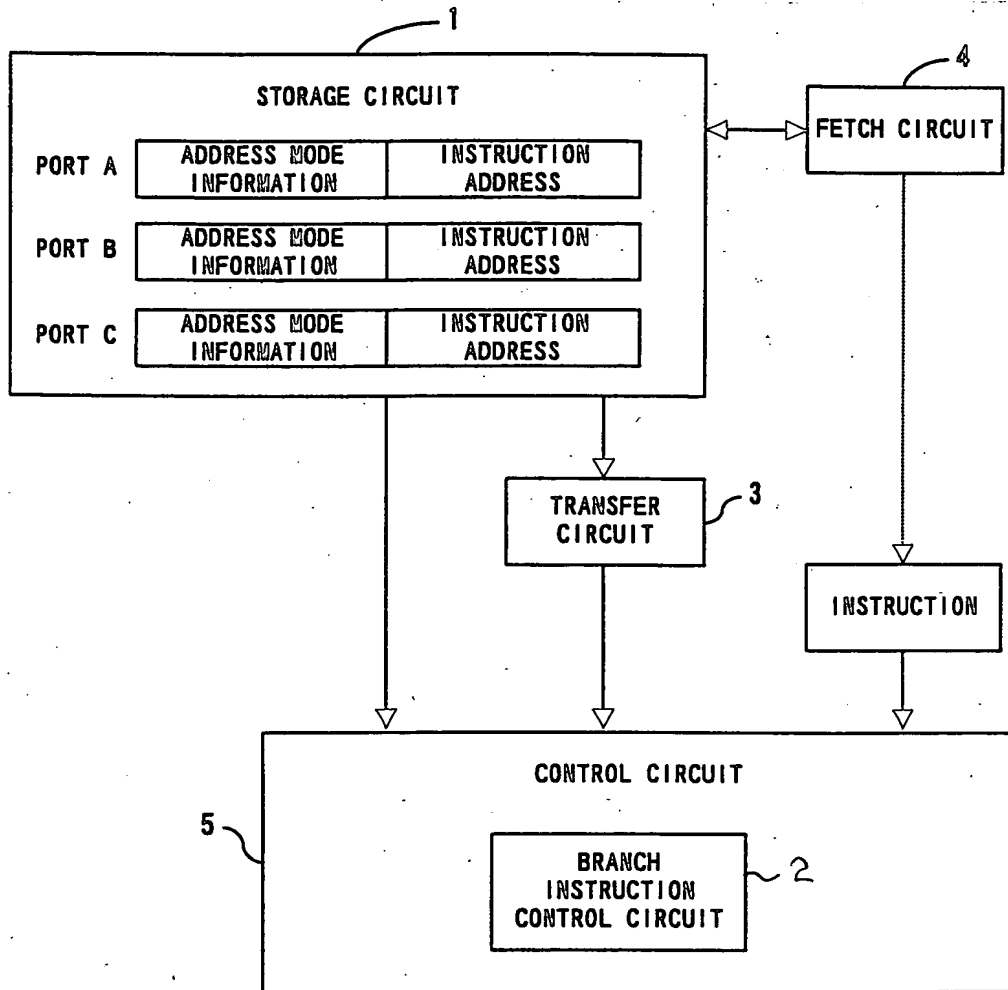 1
STORAGE CIRCUIT
4
FETCH CIRCUIT
PORT A
ADDRESS MODE
INFORMATION
INSTRUCTION
ADDRESS
PORT B
ADDRESS MODE
INFORMATION
INSTRUCTION
ADDRESS
PORT C
ADDRESS MODE
INFORMATION
INSTRUCTION
ADDRESS
TRANSFER
CIRCUIT
3
INSTRUCTION
CONTROL CIRCUIT
5
BRANCH
INSTRUCTION
CONTROL CIRCUIT
2